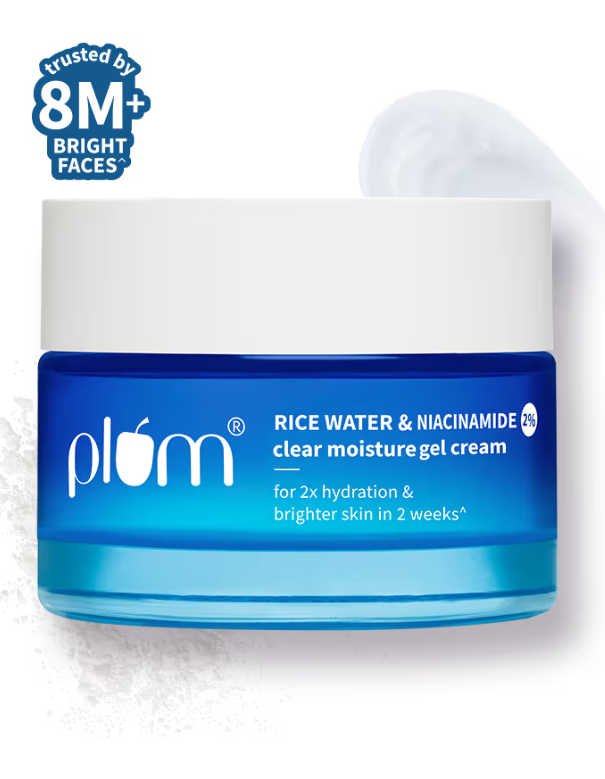 trusted by
8M+
BRIGHT
FACES^
plum®
RICE WATER & NIACINAMIDE 2%
clear moisture gel cream
for 2x hydration &
brighter skin in 2 weeks^